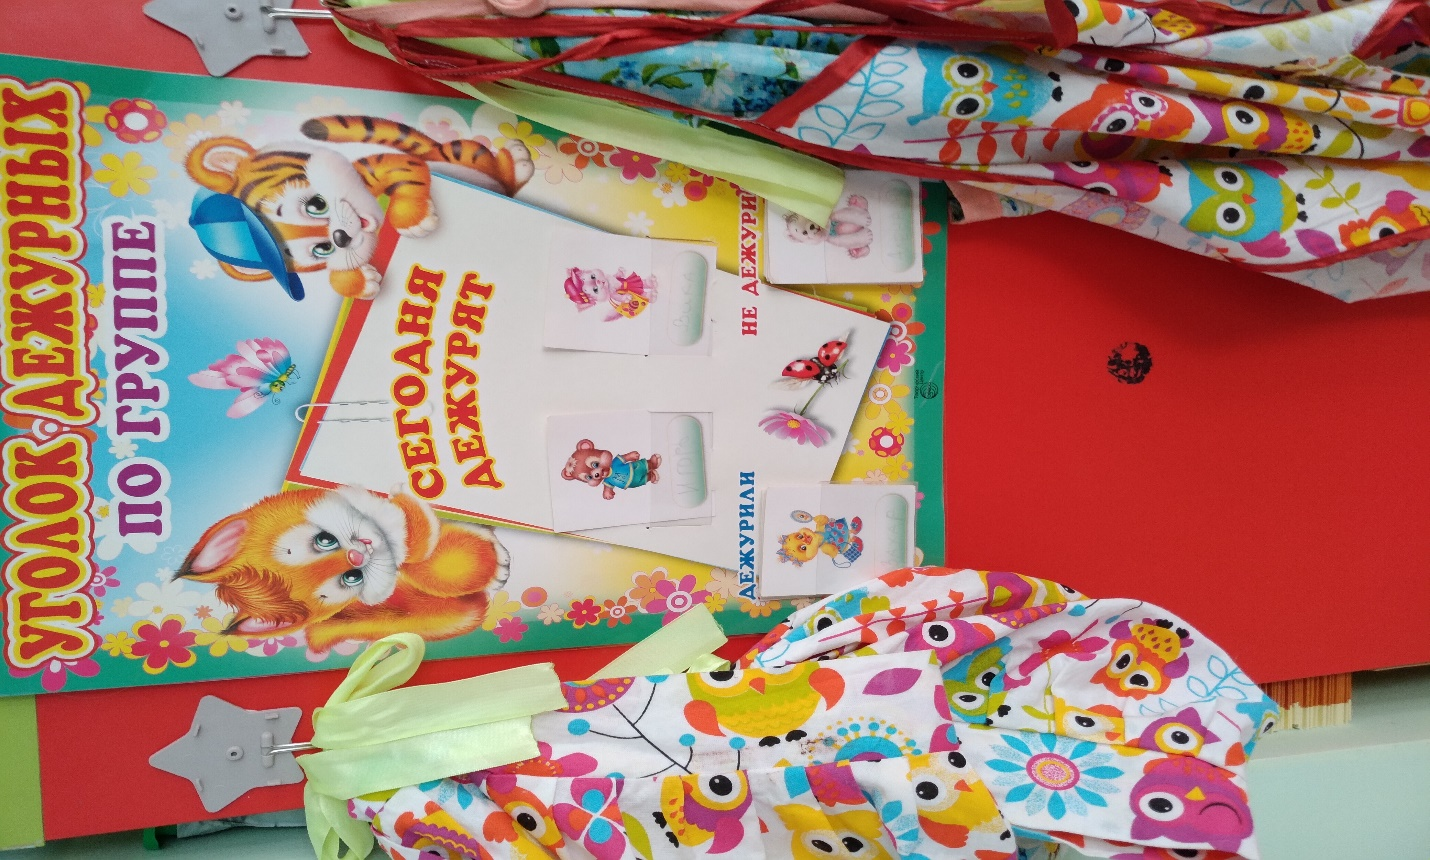 УГОЛОК ДЕЖУРНЫХ
ПО ГРУППЕ
СЕГОДНЯ
ДЕЖУРЯТ
ДЕЖУРИЛИ
НЕ ДЕЖУРИ